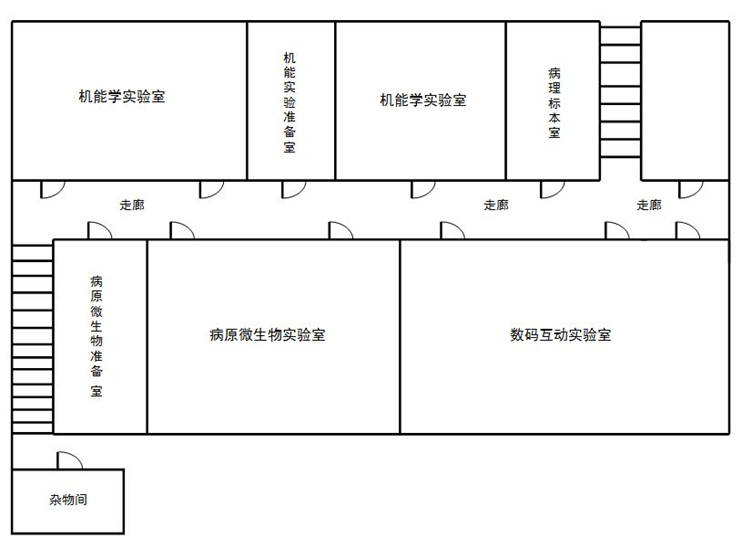 机能学实验室
机能实验准备室
机能学实验室
病理标本室
走廊
走廊
走廊
病原微生物准备室
病原微生物实验室
数码互动实验室
杂物间